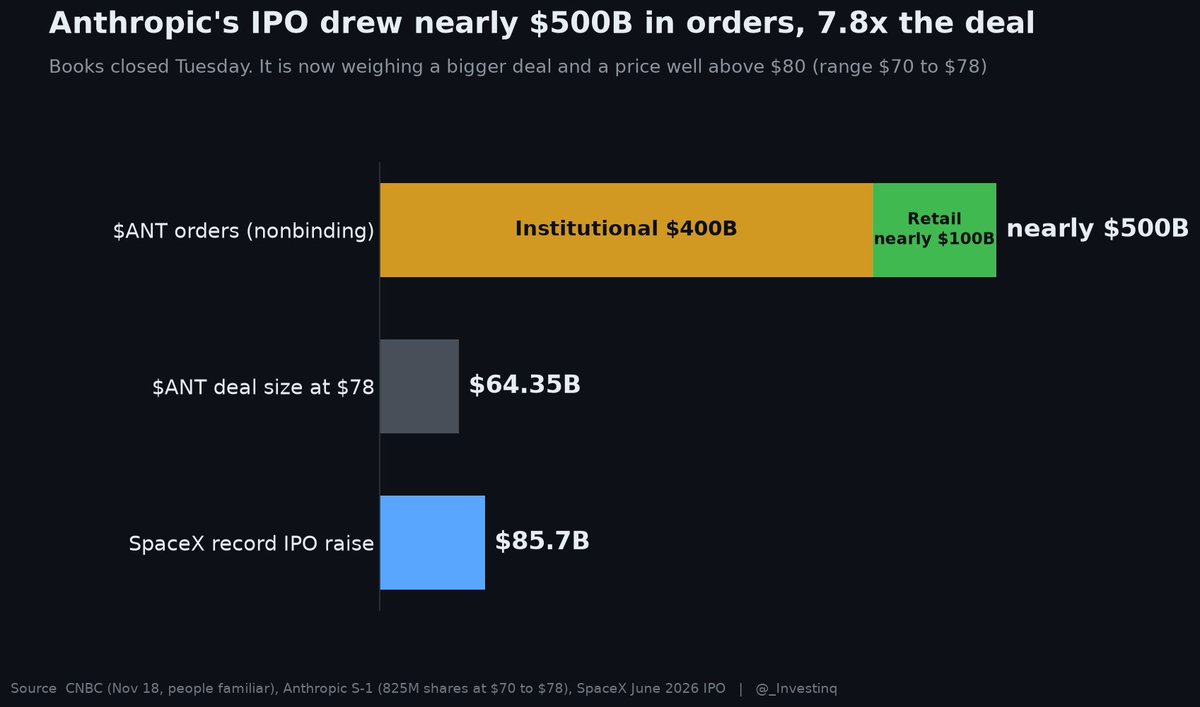 Anthropic's IPO drew nearly $500B in orders, 7.8x the deal
Books closed Tuesday. It is now weighing a bigger deal and a price well above $80 (range $70 to $78)
$ANT orders (nonbinding)
Institutional $400B
Retail
nearly $100B
nearly $500B
$ANT deal size at $78
$64.35B
SpaceX record IPO raise
$85.7B
Source  CNBC (Nov 18, people familiar), Anthropic S-1 (825M shares at $70 to $78), SpaceX June 2026 IPO   |   @_Investinq